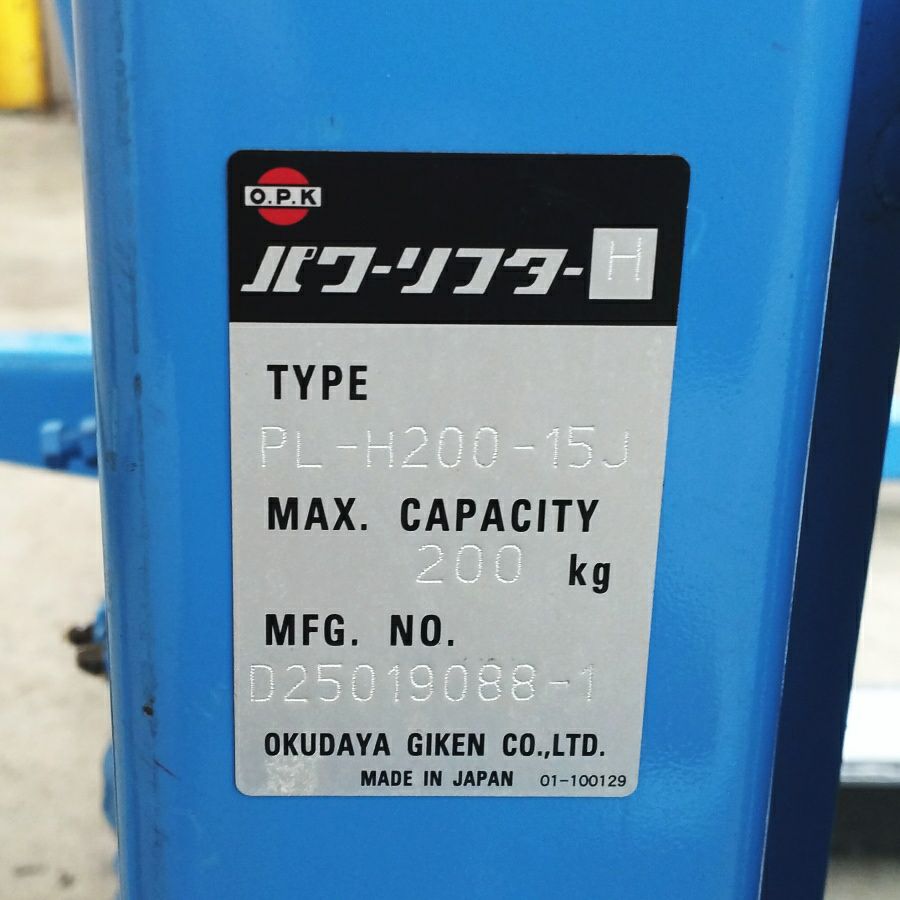 O.P.K
パワーリフター H
TYPE
PL-H200-15J
MAX. CAPACITY
200 kg
MFG. NO.
D25019088-1
OKUDAYA GIKEN CO.,LTD.
MADE IN JAPAN 01-100129